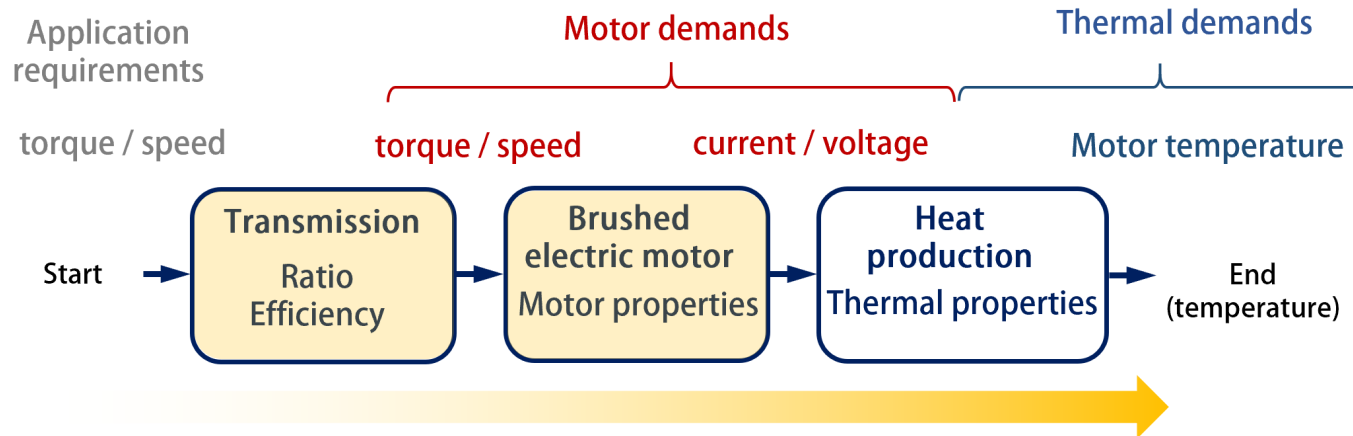 Application
requirements
Motor demands
Thermal demands
torque / speed
torque / speed
current / voltage
Motor temperature
Start
Transmission
Ratio
Efficiency
Brushed
electric motor
Motor properties
Heat
production
Thermal properties
End
(temperature)